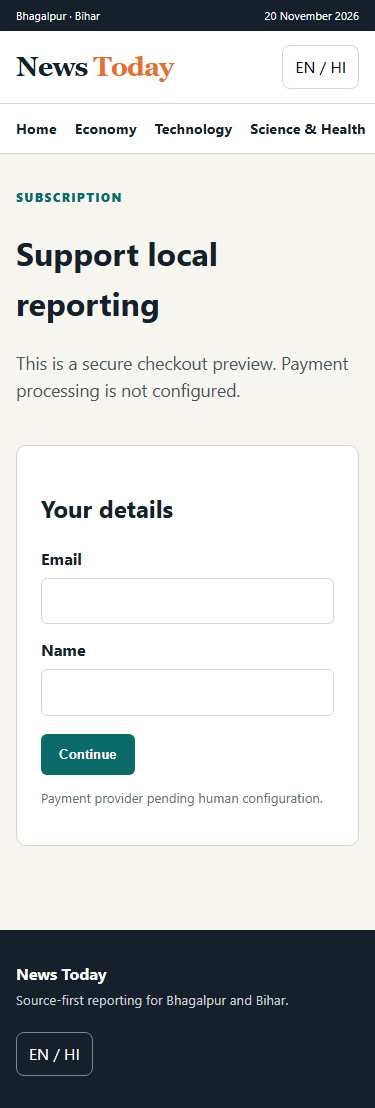 Bhagalpur · Bihar
20 November 2026
News Today
EN / HI
Home Economy Technology Science & Health
SUBSCRIPTION
Support local
reporting
This is a secure checkout preview. Payment
processing is not configured.
Your details
Email
Name
Continue
Payment provider pending human configuration.
News Today
Source-first reporting for Bhagalpur and Bihar.
EN / HI